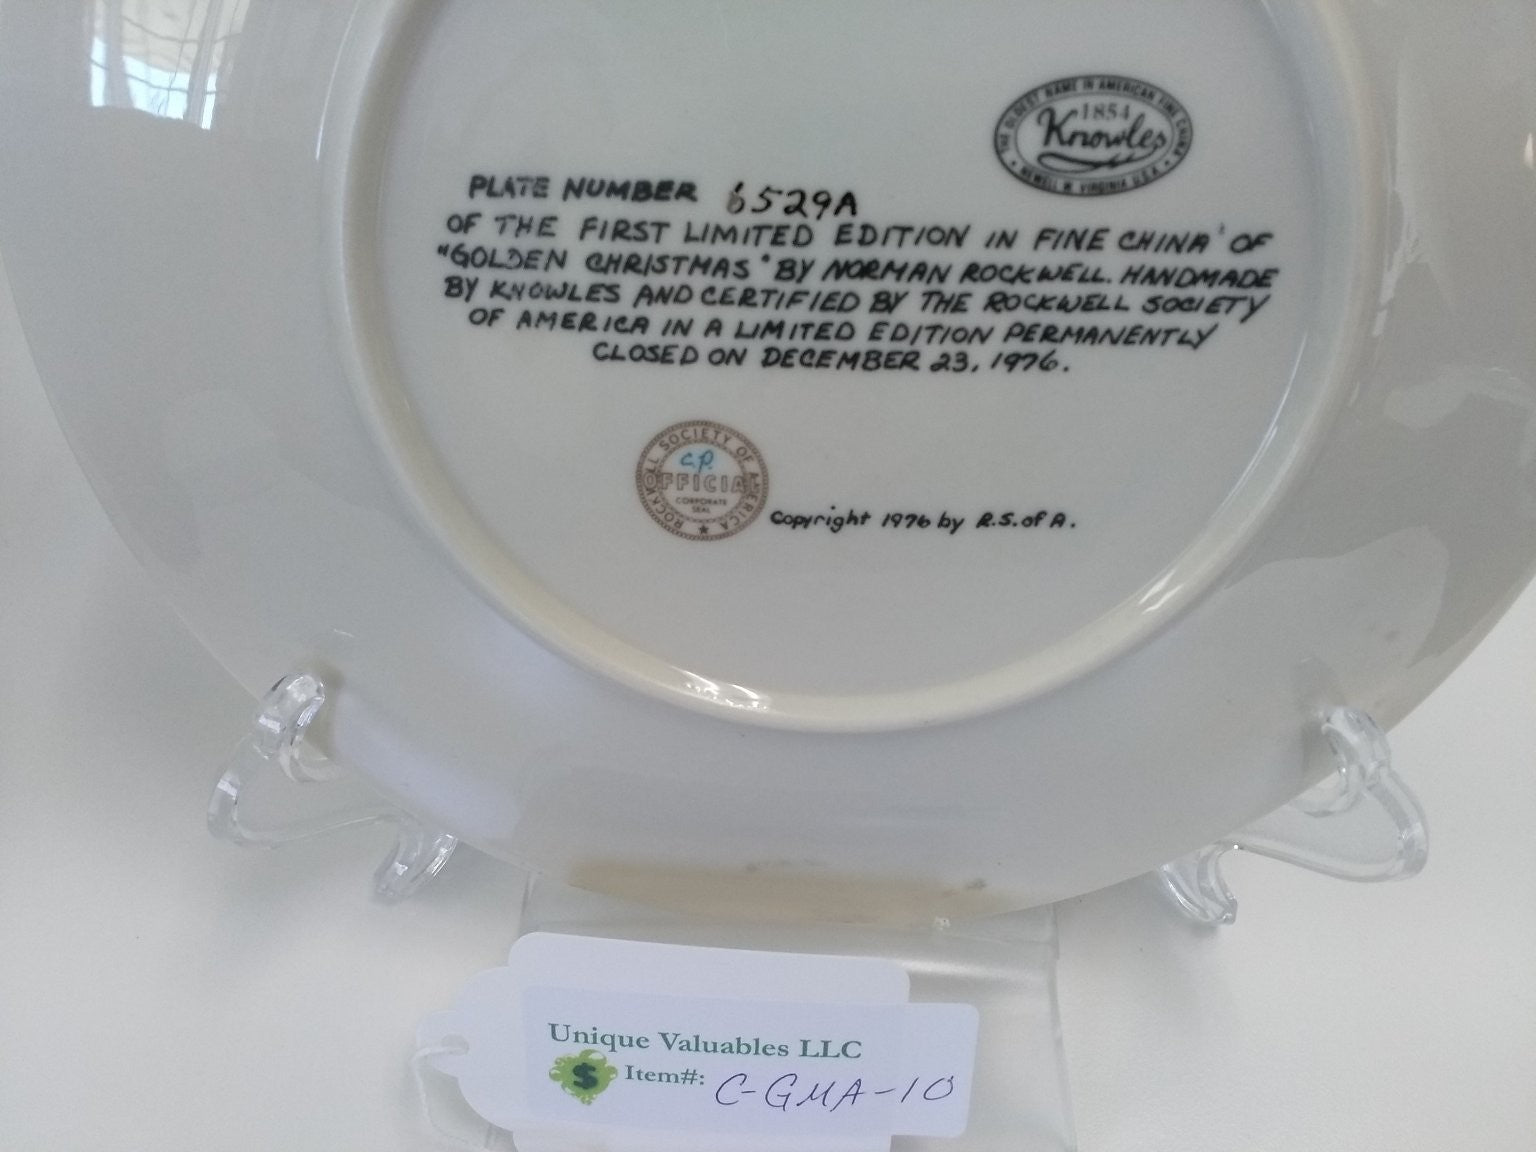 THE OLDEST NAME IN AMERICAN FINE CHINA
1854
Knowles
NEWELL W. VIRGINIA U.S.A.
PLATE NUMBER 6529A
OF THE FIRST LIMITED EDITION IN FINE CHINA OF
"GOLDEN CHRISTMAS" BY NORMAN ROCKWELL. HANDMADE
BY KNOWLES AND CERTIFIED BY THE ROCKWELL SOCIETY
OF AMERICA IN A LIMITED EDITION PERMANENTLY
CLOSED ON DECEMBER 23, 1976.
ROCKWELL SOCIETY OF AMERICA
C.P.
OFFICIAL
CORPORATE
SEAL
Copyright 1976 by R.S. of A.
Unique Valuables LLC
$
Item#: C-GMA-10